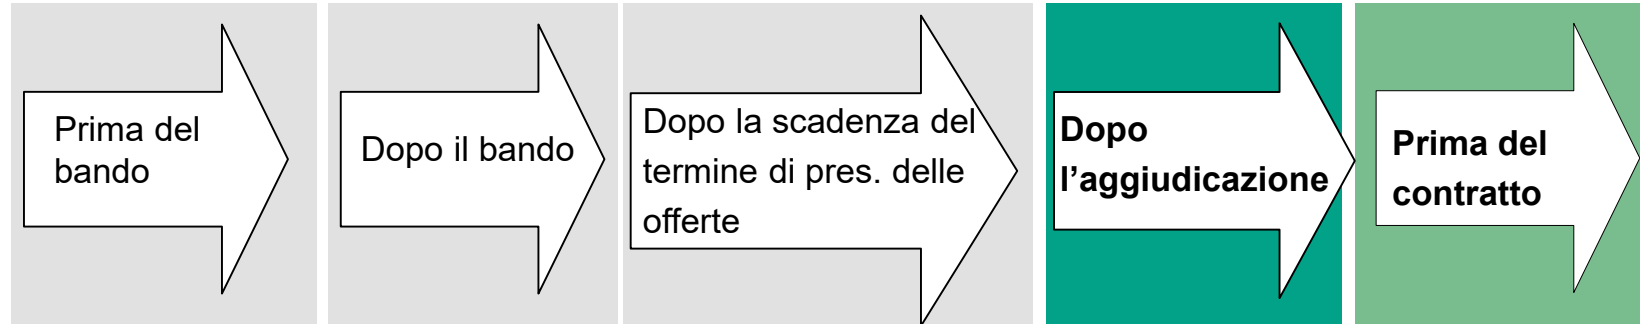 Prima del
bando
Dopo il bando
Dopo la scadenza del
termine di pres. delle
offerte
Dopo
l’aggiudicazione
Prima del
contratto